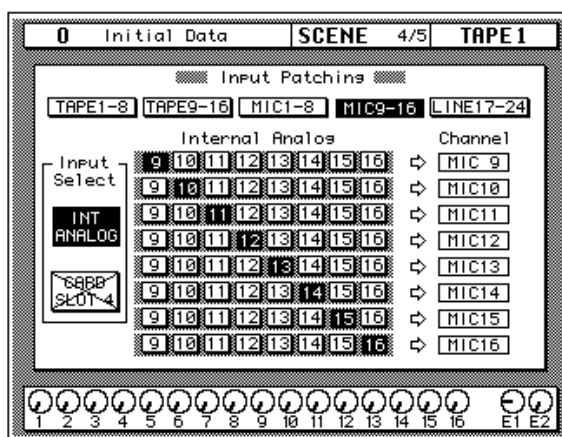 0 Initial Data SCENE 4/5 TAPE1
Input Patching
TAPE1-8 TAPE9-16 MIC1-8 MIC9-16 LINE17-24
Internal Analog Channel
Input Select
INT ANALOG
CARD SLOT-4
9 10 11 12 13 14 15 16 ⇨ MIC 9
9 10 11 12 13 14 15 16 ⇨ MIC10
9 10 11 12 13 14 15 16 ⇨ MIC11
9 10 11 12 13 14 15 16 ⇨ MIC12
9 10 11 12 13 14 15 16 ⇨ MIC13
9 10 11 12 13 14 15 16 ⇨ MIC14
9 10 11 12 13 14 15 16 ⇨ MIC15
9 10 11 12 13 14 15 16 ⇨ MIC16
1 2 3 4 5 6 7 8 9 10 11 12 13 14 15 16 E1 E2